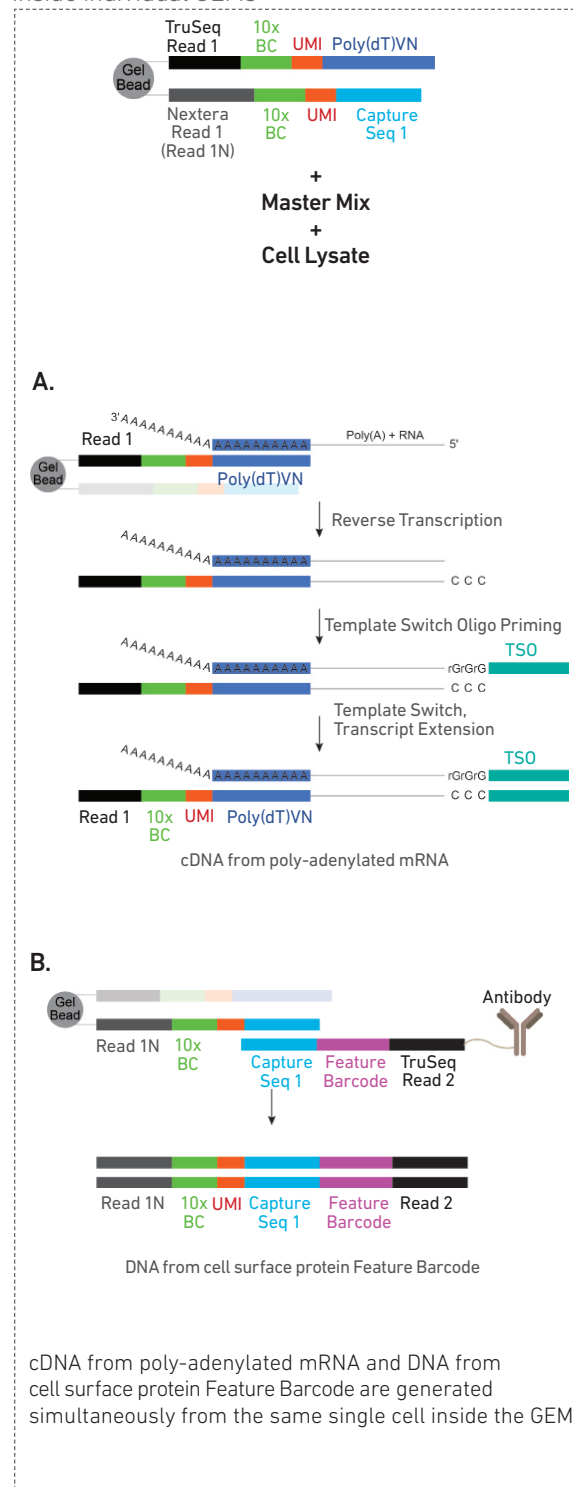 inside individual GEMs
TruSeq
Read 1
10x
BC
UMI
Poly(dT)VN
Gel
Bead
Nextera
Read 1
(Read 1N)
10x
BC
UMI
Capture
Seq 1
+
Master Mix
+
Cell Lysate
A.
3'AAAAAAAAAA
AAAAAAAAAA
Poly(A) + RNA
5'
Read 1
Gel
Bead
Poly(dT)VN
Reverse Transcription
AAAAAAAAAA
AAAAAAAAAA
C C C
Template Switch Oligo Priming
TSO
AAAAAAAAAA
AAAAAAAAAA
rGrGrG
C C C
Template Switch,
Transcript Extension
TSO
AAAAAAAAAA
AAAAAAAAAA
rGrGrG
C C C
Read 1
10x
BC
UMI
Poly(dT)VN
cDNA from poly-adenylated mRNA
B.
Gel
Bead
Antibody
Read 1N
10x
BC
Capture
Seq 1
Feature
Barcode
TruSeq
Read 2
Read 1N
10x
BC
UMI
Capture
Seq 1
Feature
Barcode
Read 2
DNA from cell surface protein Feature Barcode
cDNA from poly-adenylated mRNA and DNA from
cell surface protein Feature Barcode are generated
simultaneously from the same single cell inside the GEM